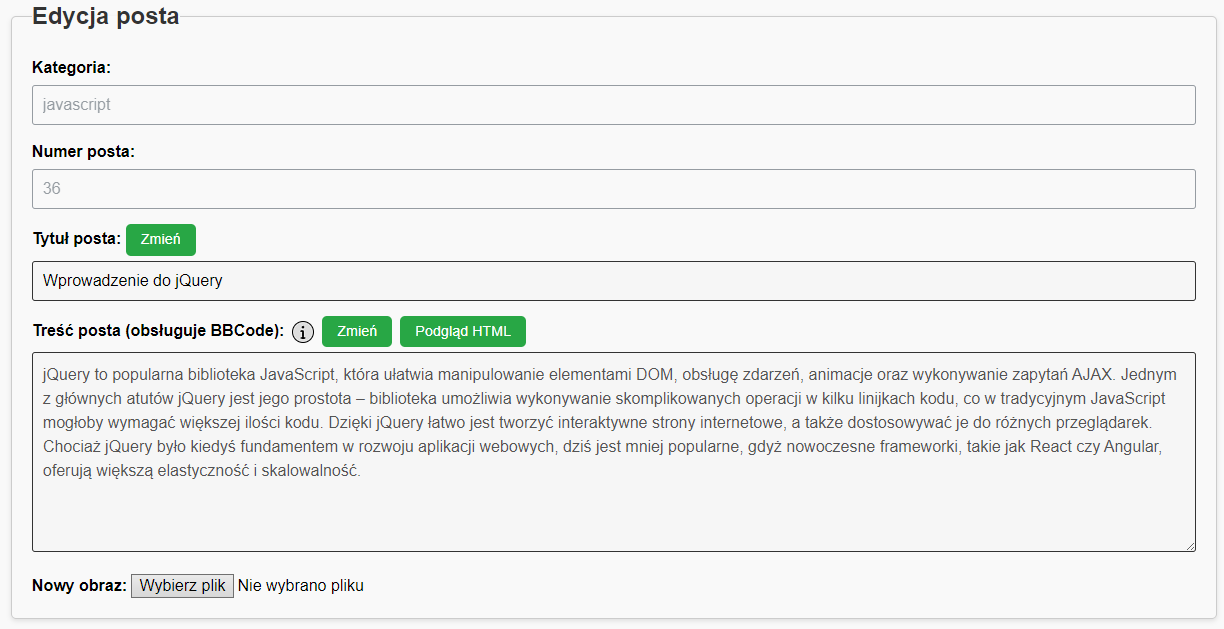 Edycja posta
Kategoria:
javascript
Numer posta:
36
Tytuł posta: Zmień
Wprowadzenie do jQuery
Treść posta (obsługuje BBCode): i Zmień Podgląd HTML
jQuery to popularna biblioteka JavaScript, która ułatwia manipulowanie elementami DOM, obsługę zdarzeń, animacje oraz wykonywanie zapytań AJAX. Jednym
z głównych atutów jQuery jest jego prostota – biblioteka umożliwia wykonywanie skomplikowanych operacji w kilku linijkach kodu, co w tradycyjnym JavaScript
mogłoby wymagać większej ilości kodu. Dzięki jQuery łatwo jest tworzyć interaktywne strony internetowe, a także dostosowywać je do różnych przeglądarek.
Chociaż jQuery było kiedyś fundamentem w rozwoju aplikacji webowych, dziś jest mniej popularne, gdyż nowoczesne frameworki, takie jak React czy Angular,
oferują większą elastyczność i skalowalność.
Nowy obraz: Wybierz plik Nie wybrano pliku